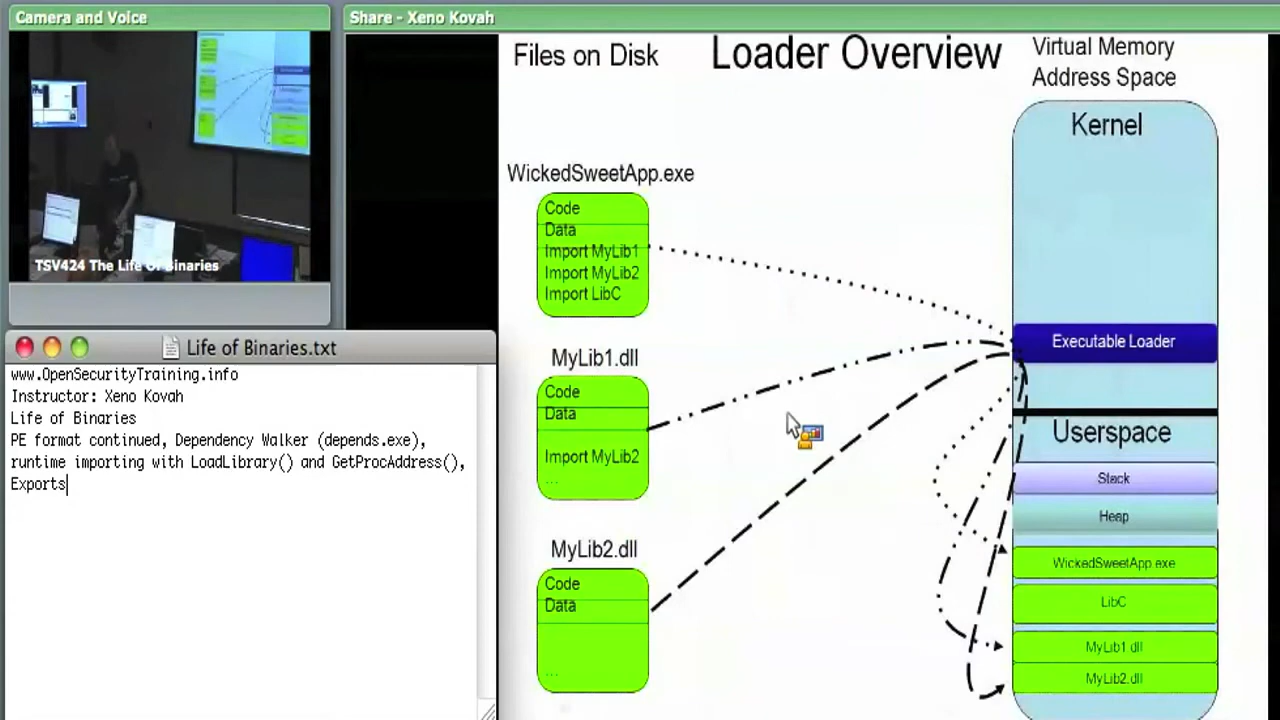 Camera and Voice
TSV424 The Life Of Binaries
Life of Binaries.txt
www.OpenSecurityTraining.info
Instructor: Xeno Kovah
Life of Binaries
PE format continued, Dependency Walker (depends.exe),
runtime importing with LoadLibrary() and GetProcAddress(),
Exports
Share - Xeno Kovah
Files on Disk
Loader Overview
Virtual Memory
Address Space
WickedSweetApp.exe
Code
Data
Import MyLib1
Import MyLib2
Import LibC
MyLib1.dll
Code
Data
Import MyLib2
...
MyLib2.dll
Code
Data
...
Kernel
Executable Loader
Userspace
Stack
Heap
WickedSweetApp.exe
LibC
MyLib1.dll
MyLib2.dll